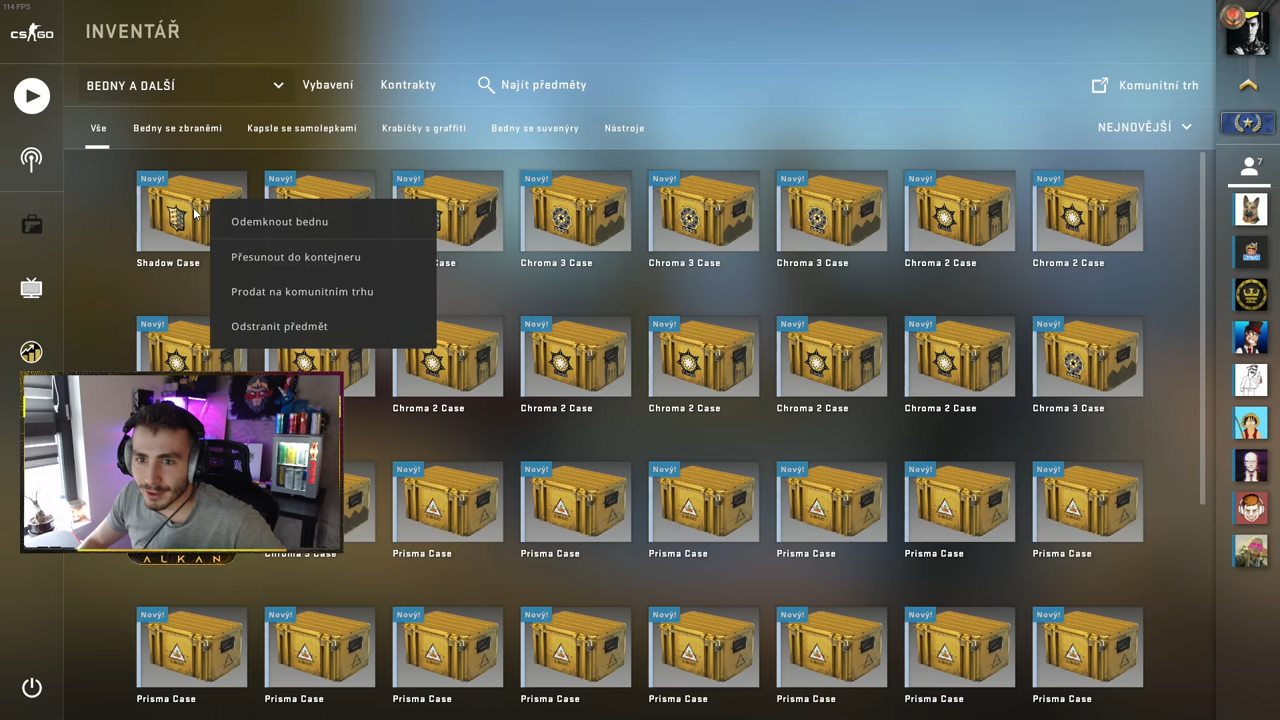 114 FPS
CS GO
INVENTÁŘ
BEDNY A DALŠÍ
Vybavení
Kontrakty
Najít předměty
Komunitní trh
Vše
Bedny se zbraněmi
Kapsle se samolepkami
Krabičky s graffiti
Bedny se suvenýry
Nástroje
NEJNOVĚJŠÍ
7
Nový! Nový! Nový! Nový! Nový! Nový! Nový! Nový!
Odemknout bednu
Přesunout do kontejneru
Prodat na komunitním trhu
Odstranit předmět
Shadow Case
Case
Chroma 3 Case
Chroma 3 Case
Chroma 3 Case
Chroma 2 Case
Chroma 2 Case
Nový! Nový! Nový! Nový! Nový! Nový! Nový! Nový!
Chroma 2 Case
Chroma 2 Case
Chroma 2 Case
Chroma 2 Case
Chroma 2 Case
Chroma 3 Case
Nový! Nový! Nový! Nový! Nový! Nový!
ALKAN
Chroma 3 Case
Prisma Case
Prisma Case
Prisma Case
Prisma Case
Prisma Case
Prisma Case
Nový! Nový! Nový! Nový! Nový! Nový! Nový! Nový!
Prisma Case
Prisma Case
Prisma Case
Prisma Case
Prisma Case
Prisma Case
Prisma Case
Prisma Case